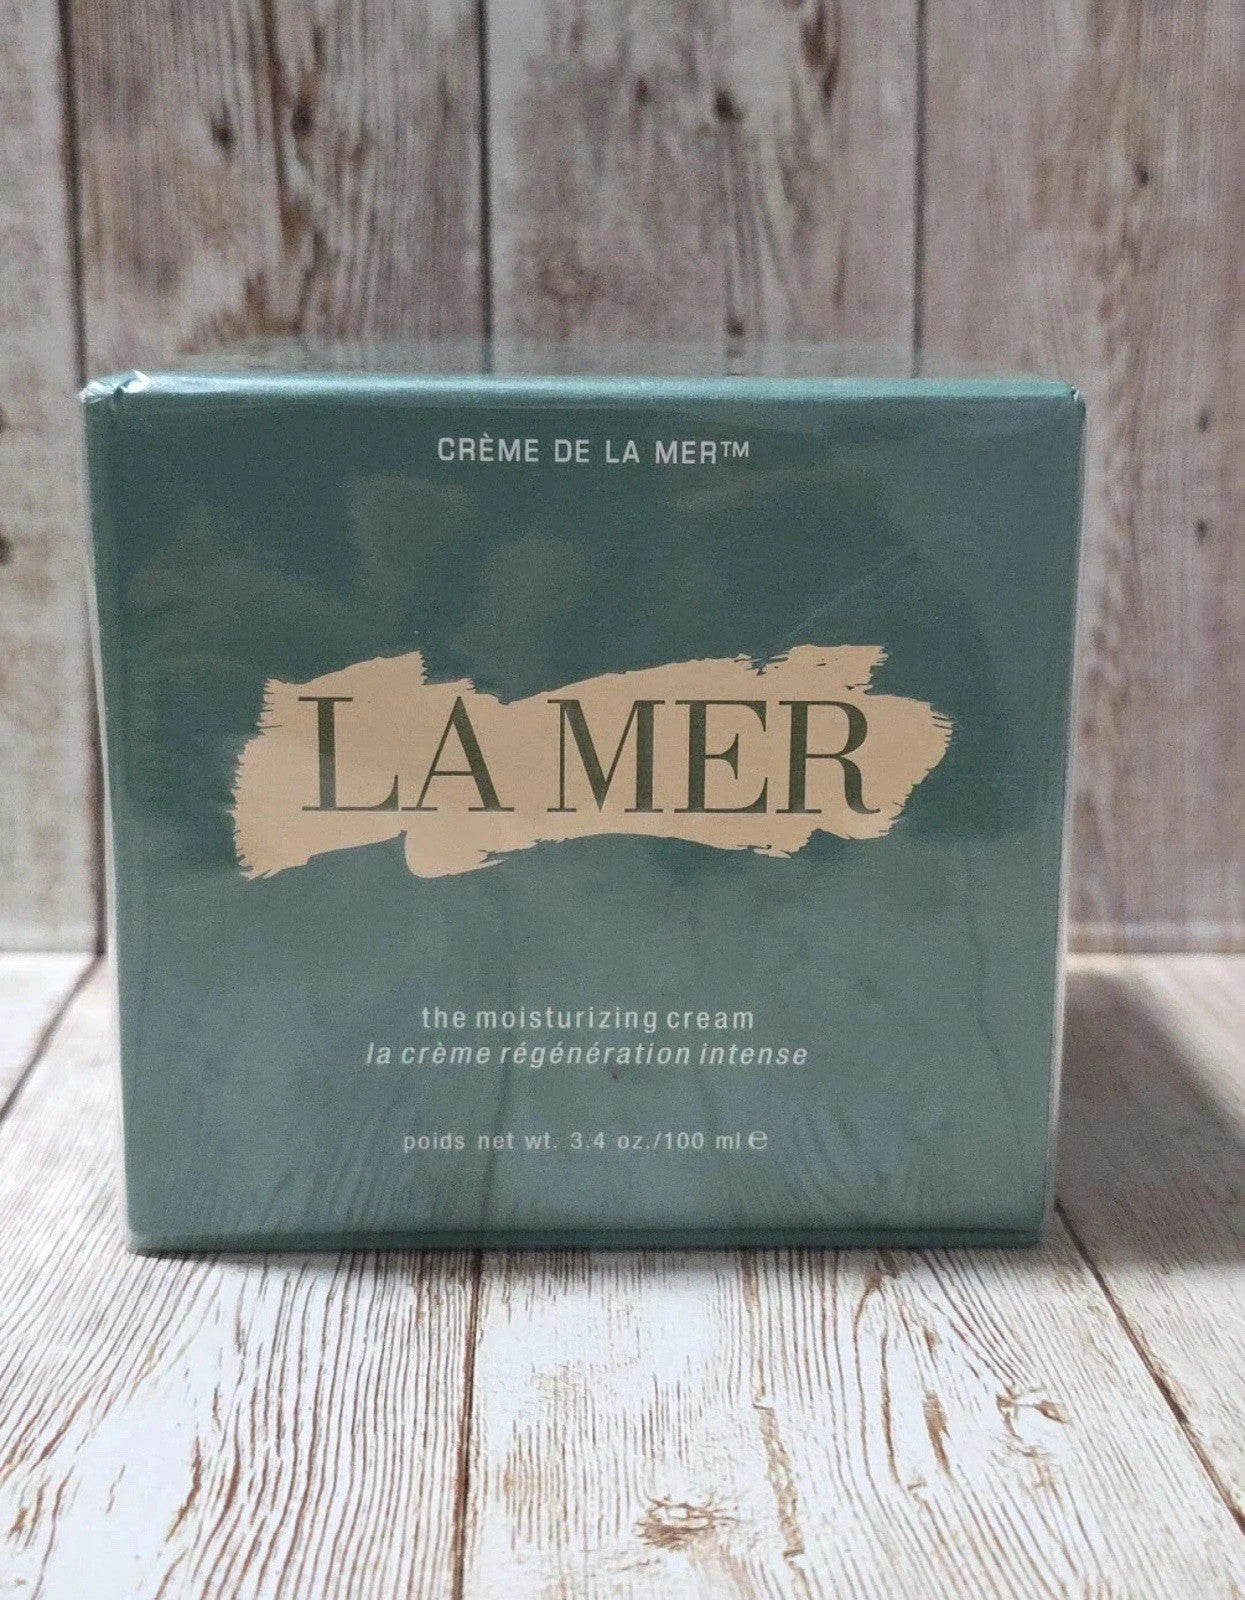 CRÈME DE LA MER™
LA MER
the moisturizing cream
la crème régénération intense
poids net wt. 3.4 oz./100 ml ℮